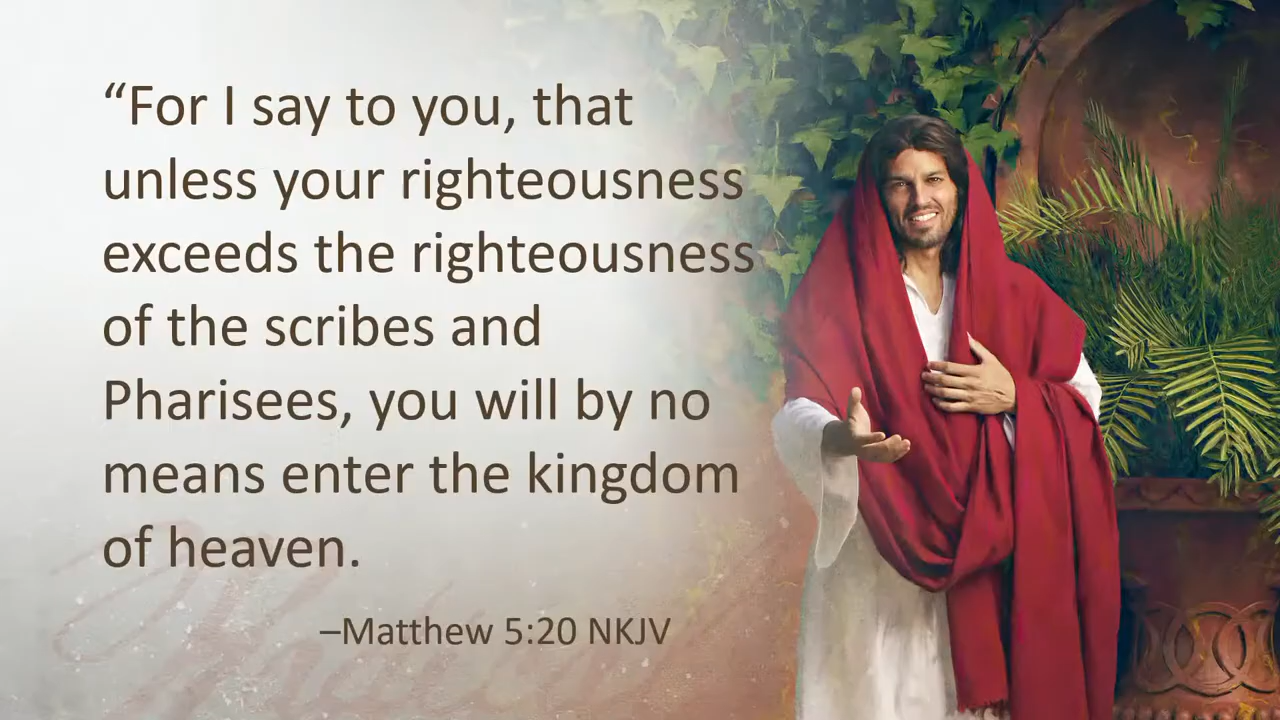 “For I say to you, that
unless your righteousness
exceeds the righteousness
of the scribes and
Pharisees, you will by no
means enter the kingdom
of heaven.
–Matthew 5:20 NKJV